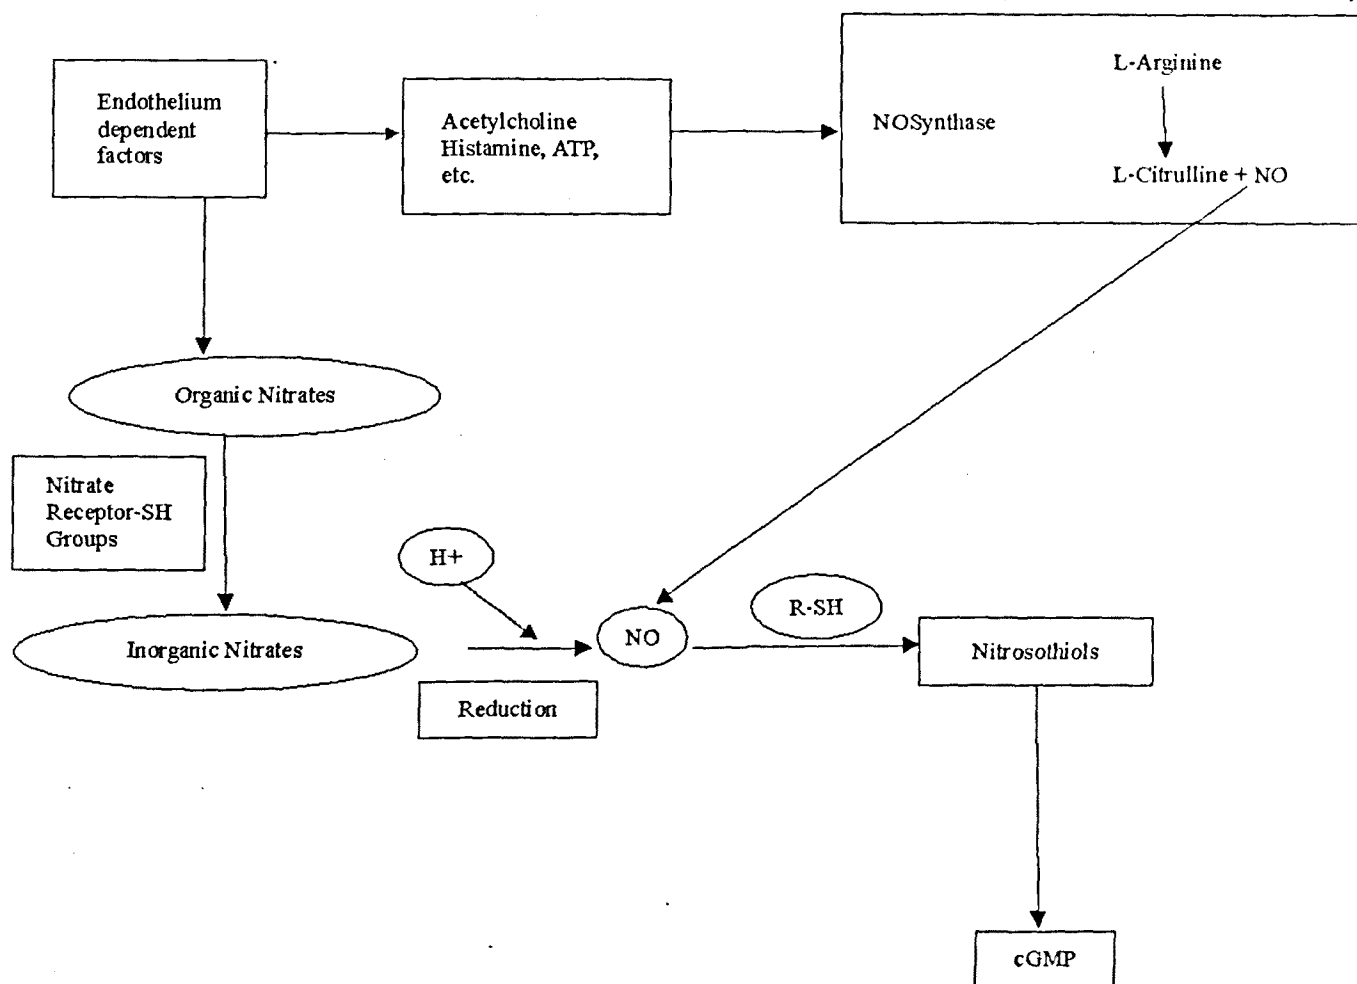 Endothelium
dependent
factors
Acetylcholine
Histamine, ATP,
etc.
NOSynthase
L-Arginine
L-Citrulline + NO
Organic Nitrates
Nitrate
Receptor-SH
Groups
H+
Inorganic Nitrates
Reduction
NO
R-SH
Nitrosothiols
cGMP